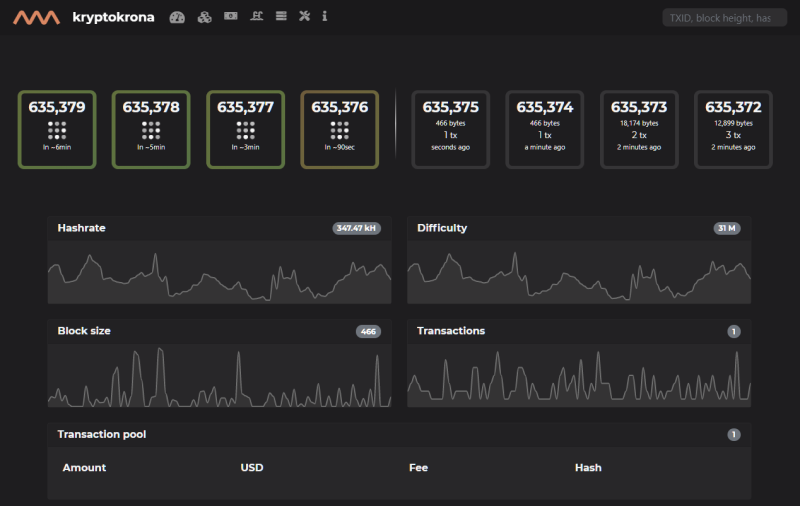 kryptokrona
TXID, block height, has
635,379
In ~6min
635,378
In ~5min
635,377
In ~3min
635,376
In ~90sec
635,375
466 bytes
1 tx
seconds ago
635,374
466 bytes
1 tx
a minute ago
635,373
18,174 bytes
2 tx
2 minutes ago
635,372
12,899 bytes
3 tx
2 minutes ago
Hashrate
347.47 kH
Difficulty
31 M
Block size
466
Transactions
1
Transaction pool
1
Amount USD Fee Hash